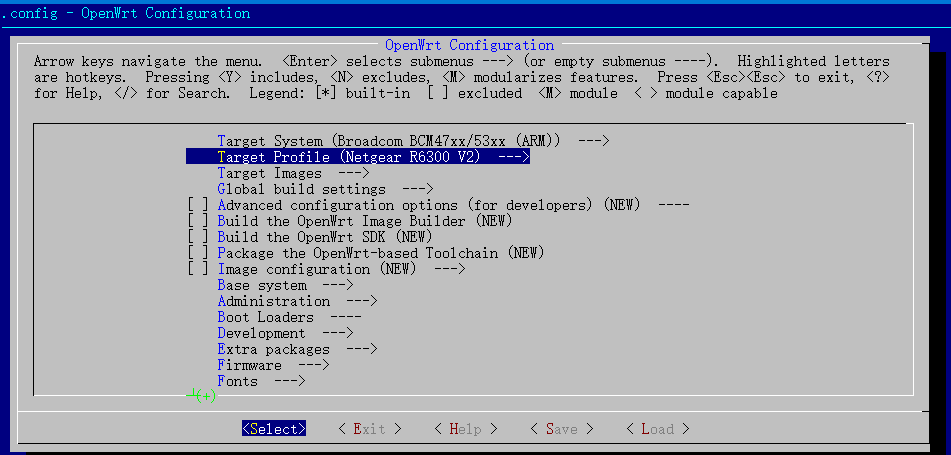 .config - OpenWrt Configuration
OpenWrt Configuration
Arrow keys navigate the menu.  <Enter> selects submenus ---> (or empty submenus ----).  Highlighted letters
are hotkeys.  Pressing <Y> includes, <N> excludes, <M> modularizes features.  Press <Esc><Esc> to exit, <?>
for Help, </> for Search.  Legend: [*] built-in  [ ] excluded  <M> module  < > module capable
Target System (Broadcom BCM47xx/53xx (ARM))  --->
Target Profile (Netgear R6300 V2)  --->
Target Images  --->
Global build settings  --->
[ ] Advanced configuration options (for developers) (NEW)  ----
[ ] Build the OpenWrt Image Builder (NEW)
[ ] Build the OpenWrt SDK (NEW)
[ ] Package the OpenWrt-based Toolchain (NEW)
[ ] Image configuration (NEW)  --->
Base system  --->
Administration  --->
Boot Loaders  ----
Development  --->
Extra packages  --->
Firmware  --->
Fonts  --->
(+)
<Select>    < Exit >    < Help >    < Save >    < Load >